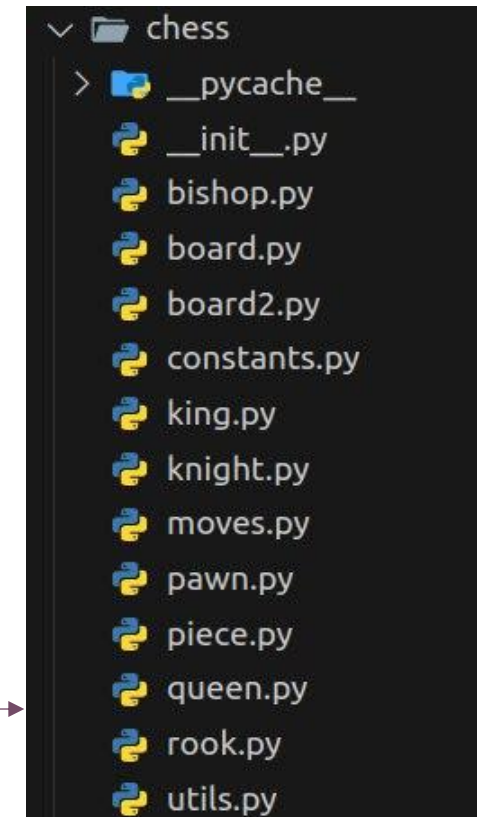 chess
__pycache__
__init__.py
bishop.py
board.py
board2.py
constants.py
king.py
knight.py
moves.py
pawn.py
piece.py
queen.py
rook.py
utils.py